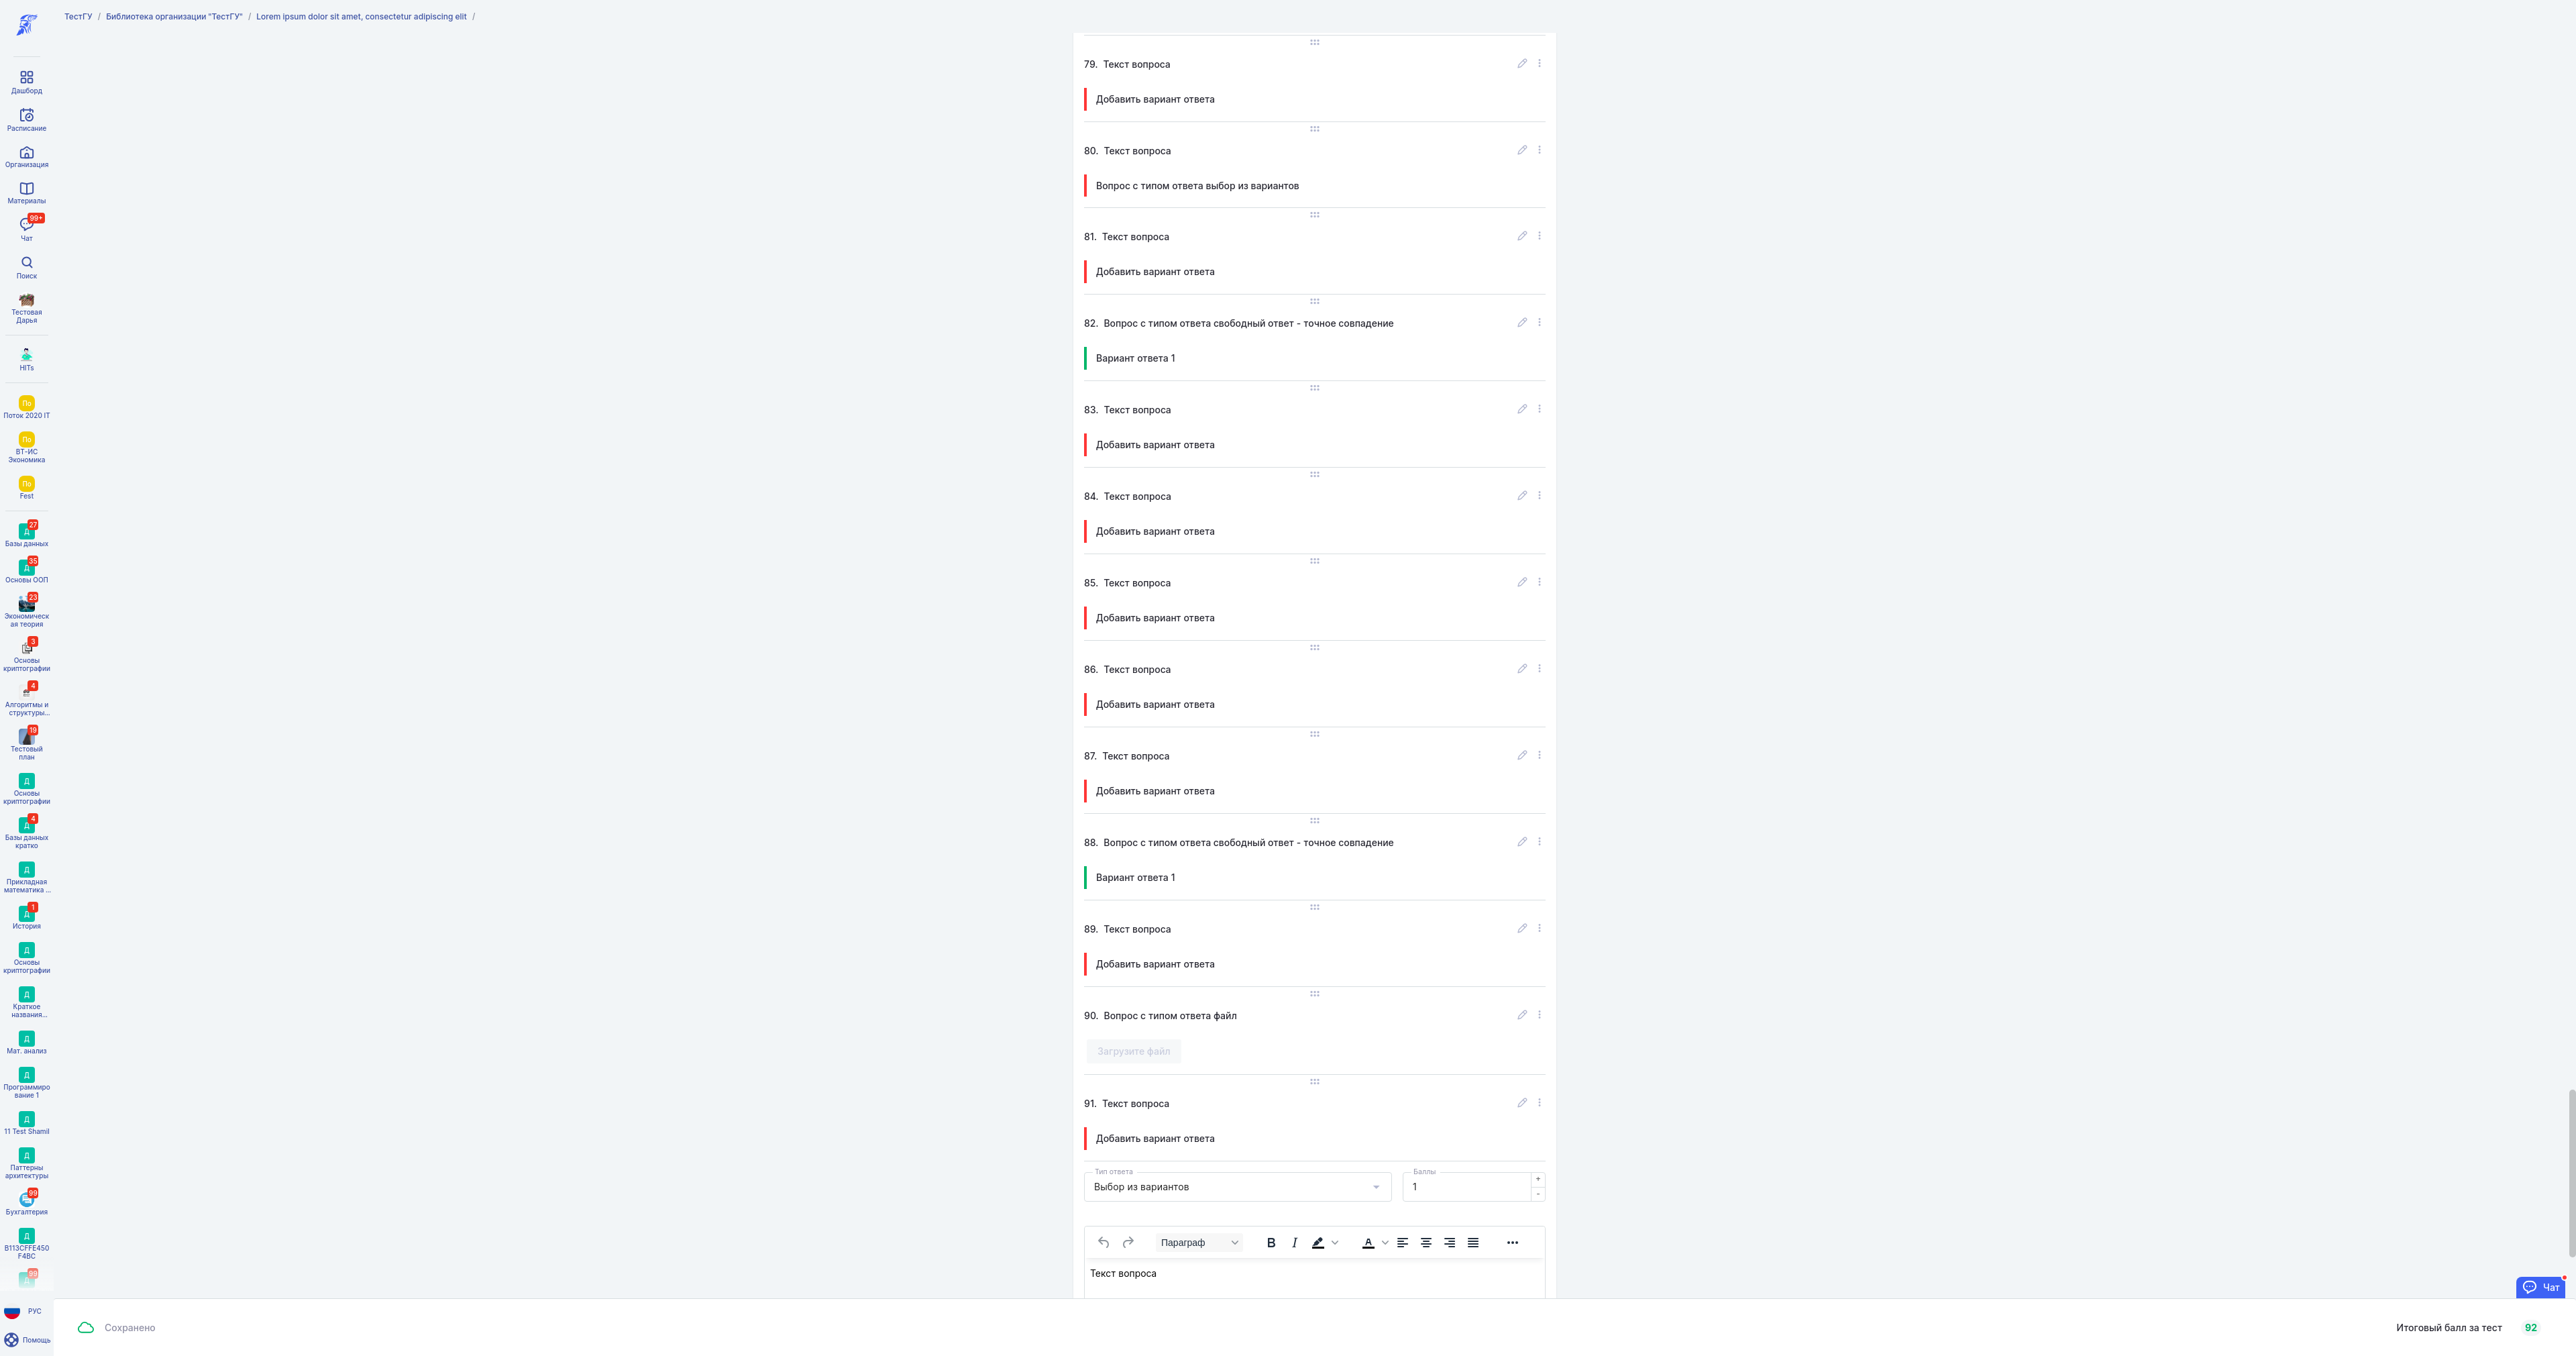 ТестГУ / Библиотека организации "ТестГУ" / Lorem ipsum dolor sit amet, consectetur adipiscing elit /
Дашборд
Расписание
Организация
Материалы
99+
Чат
Поиск
Тестовая
Дарья
HITs
По
Поток 2020 IT
По
ВТ-ИС
Экономика
По
Fest
27
Д
Базы данных
35
Д
Основы ООП
23
Экономическ
ая теория
3
Основы
криптографии
4
Алгоритмы и
структуры...
19
Тестовый
план
Д
Основы
криптографии
4
Д
Базы данных
кратко
Д
Прикладная
математика ...
1
Д
История
Д
Основы
криптографии
Д
Краткое
названия...
Д
Мат. анализ
Д
Программиро
вание 1
Д
11 Test Shamil
Д
Паттерны
архитектуры
99
Бухгалтерия
Д
B113CFFE450
F4BC
99
Д
РУС
Помощь
79. Текст вопроса
Добавить вариант ответа
80. Текст вопроса
Вопрос с типом ответа выбор из вариантов
81. Текст вопроса
Добавить вариант ответа
82. Вопрос с типом ответа свободный ответ - точное совпадение
Вариант ответа 1
83. Текст вопроса
Добавить вариант ответа
84. Текст вопроса
Добавить вариант ответа
85. Текст вопроса
Добавить вариант ответа
86. Текст вопроса
Добавить вариант ответа
87. Текст вопроса
Добавить вариант ответа
88. Вопрос с типом ответа свободный ответ - точное совпадение
Вариант ответа 1
89. Текст вопроса
Добавить вариант ответа
90. Вопрос с типом ответа файл
Загрузите файл
91. Текст вопроса
Добавить вариант ответа
Тип ответа
Выбор из вариантов
Баллы
1
+
-
Параграф
B I A
Текст вопроса
Чат
Сохранено
Итоговый балл за тест 92